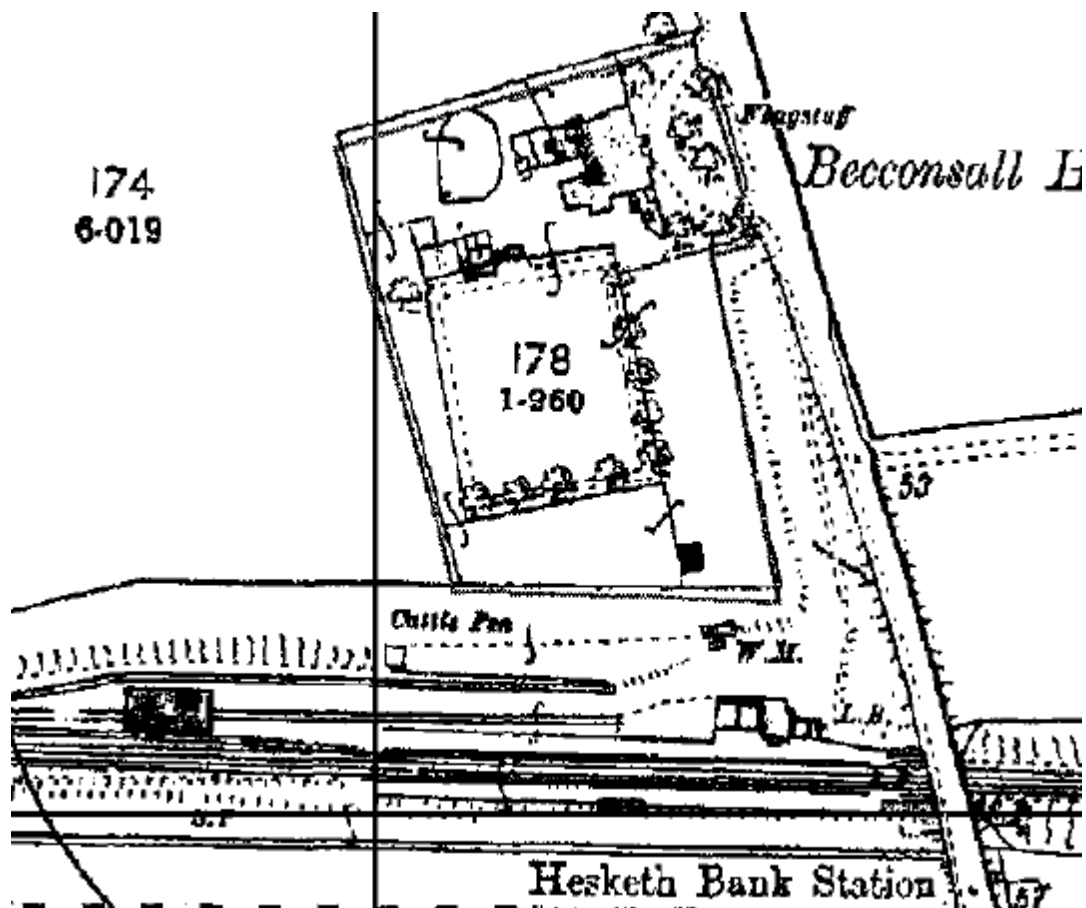 Flagstaff
Becconsall H
174
6·019
178
1·960
53
Cattle Pen
W.M.
L.B.
S.P
Hesketh Bank Station
57